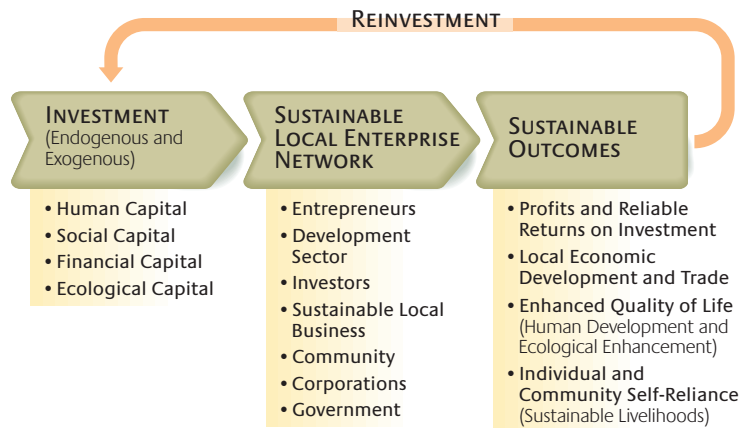 REINVESTMENT
INVESTMENT
(Endogenous and
Exogenous)
• Human Capital
• Social Capital
• Financial Capital
• Ecological Capital
SUSTAINABLE
LOCAL ENTERPRISE
NETWORK
• Entrepreneurs
• Development
Sector
• Investors
• Sustainable Local
Business
• Community
• Corporations
• Government
SUSTAINABLE
OUTCOMES
• Profits and Reliable
Returns on Investment
• Local Economic
Development and Trade
• Enhanced Quality of Life
(Human Development and
Ecological Enhancement)
• Individual and
Community Self-Reliance
(Sustainable Livelihoods)